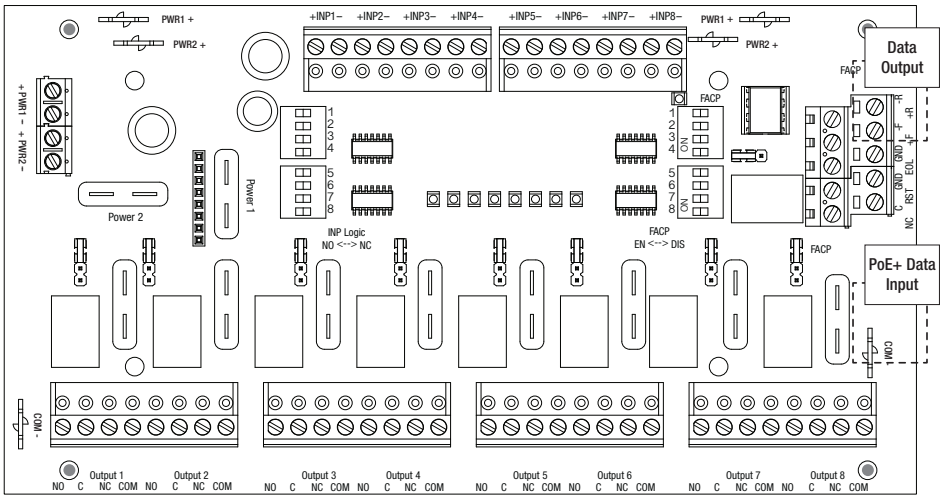 PWR1 +
PWR2 +
+INP1– +INP2– +INP3– +INP4–
+INP5– +INP6– +INP7– +INP8–
PWR1 +
PWR2 +
Data
Output
FACP
+ PWR1 –
+ PWR2–
1
2
3
4
5
6
7
8
Power 2
Power 1
INP Logic
NO <--> NC
FACP
1
2
3
4
ON
5
6
7
8
ON
FACP
EN <--> DIS
-R
+R
-F
+F
GND
EOL
GND
RST
C
NC
FACP
PoE+ Data
Input
COM -
COM -
Output 1
NO C NC COM
Output 2
NO C NC COM
Output 3
NO C NC COM
Output 4
NO C NC COM
Output 5
NO C NC COM
Output 6
NO C NC COM
Output 7
NO C NC COM
Output 8
NO C NC COM